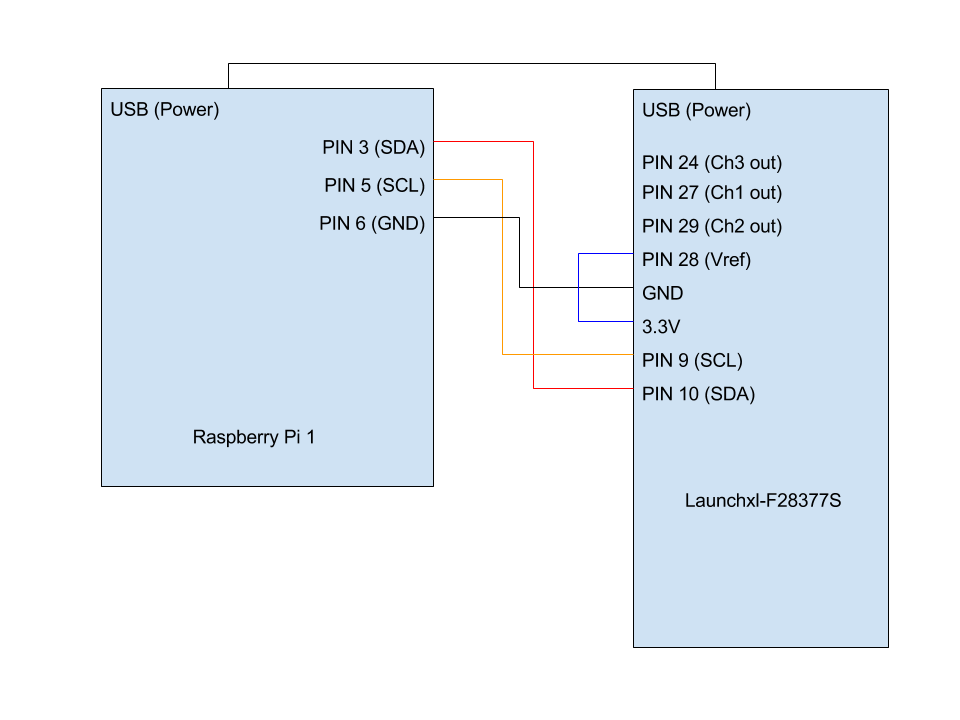 USB (Power)
PIN 3 (SDA)
PIN 5 (SCL)
PIN 6 (GND)
Raspberry Pi 1
USB (Power)
PIN 24 (Ch3 out)
PIN 27 (Ch1 out)
PIN 29 (Ch2 out)
PIN 28 (Vref)
GND
3.3V
PIN 9 (SCL)
PIN 10 (SDA)
Launchxl-F28377S